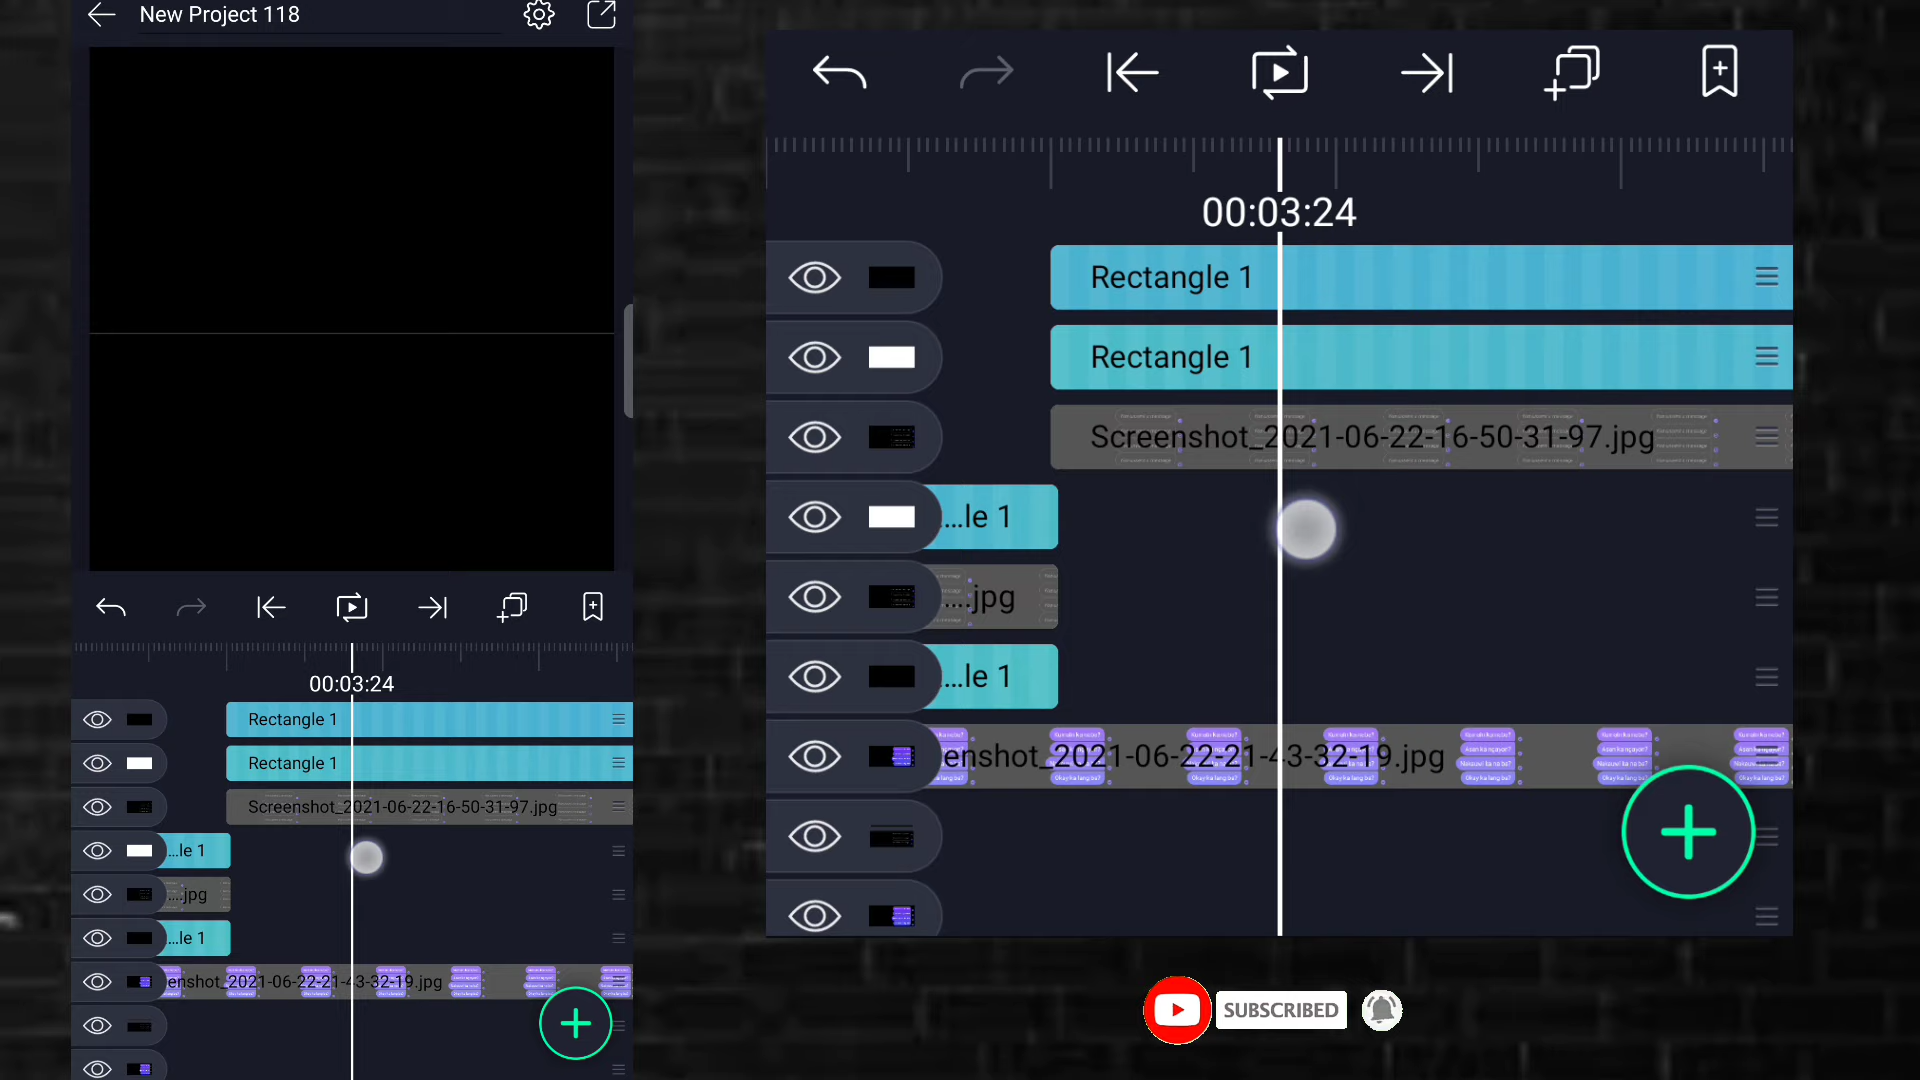 New Project 118
00:03:24
Rectangle 1
Rectangle 1
Screenshot_2021-06-22-16-50-31-97.jpg
...le 1
....jpg
...le 1
enshot_2021-06-22-21-43-32-19.jpg
00:03:24
Rectangle 1
Rectangle 1
Screenshot_2021-06-22-16-50-31-97.jpg
...le 1
....jpg
...le 1
enshot_2021-06-22-21-43-32-19.jpg
SUBSCRIBED